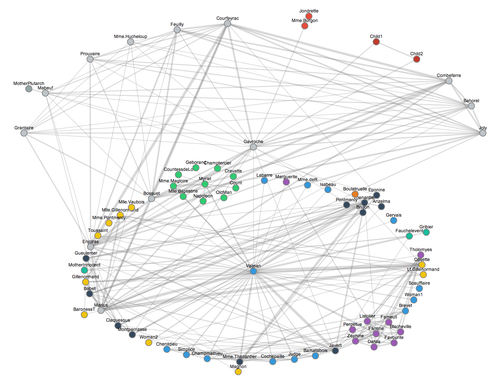 Jondrette
Mme.Burgon
Courfeyrac
Feuilly
Mme.Hucheloup
Child1
Child2
Prouvaire
Combeferre
MotherPlutarch
Mabeuf
Bahorel
Grantaire
Joly
Gavroche
Geborand
Champtercier
CountessdeLo
Cravatte
Mme.Magloire
Myriel
Count
Mlle.Baptistine
Napoleon
OldMan
Labarre
Marguerite
Mme.deR
Isabeau
Bossuet
Boulatruelle
Eponine
Thenardier
Anzelma
Pontmercy
Brujon
Gervais
Mlle.Vaubois
Mlle.Gillenormand
Mme.Pontmercy
Toussaint
Enjolras
Gribier
Fauchelevent
Gueulemer
Tholomyes
Cosette
Lt.Gillenormand
MotherInnocent
Valjean
Gillenormand
Babet
Scaufflaire
Woman1
Marius
Brevet
BaronessT
Claquesous
Montparnasse
Listolier
Fameuil
Perpetue
Blacheville
Fantine
Zephine
Favourite
Dahlia
Woman2
Chenildieu
Simplice
Champmathieu
Mme.Thenardier
Cochepaille
Judge
Bamatabois
Javert
Magnon